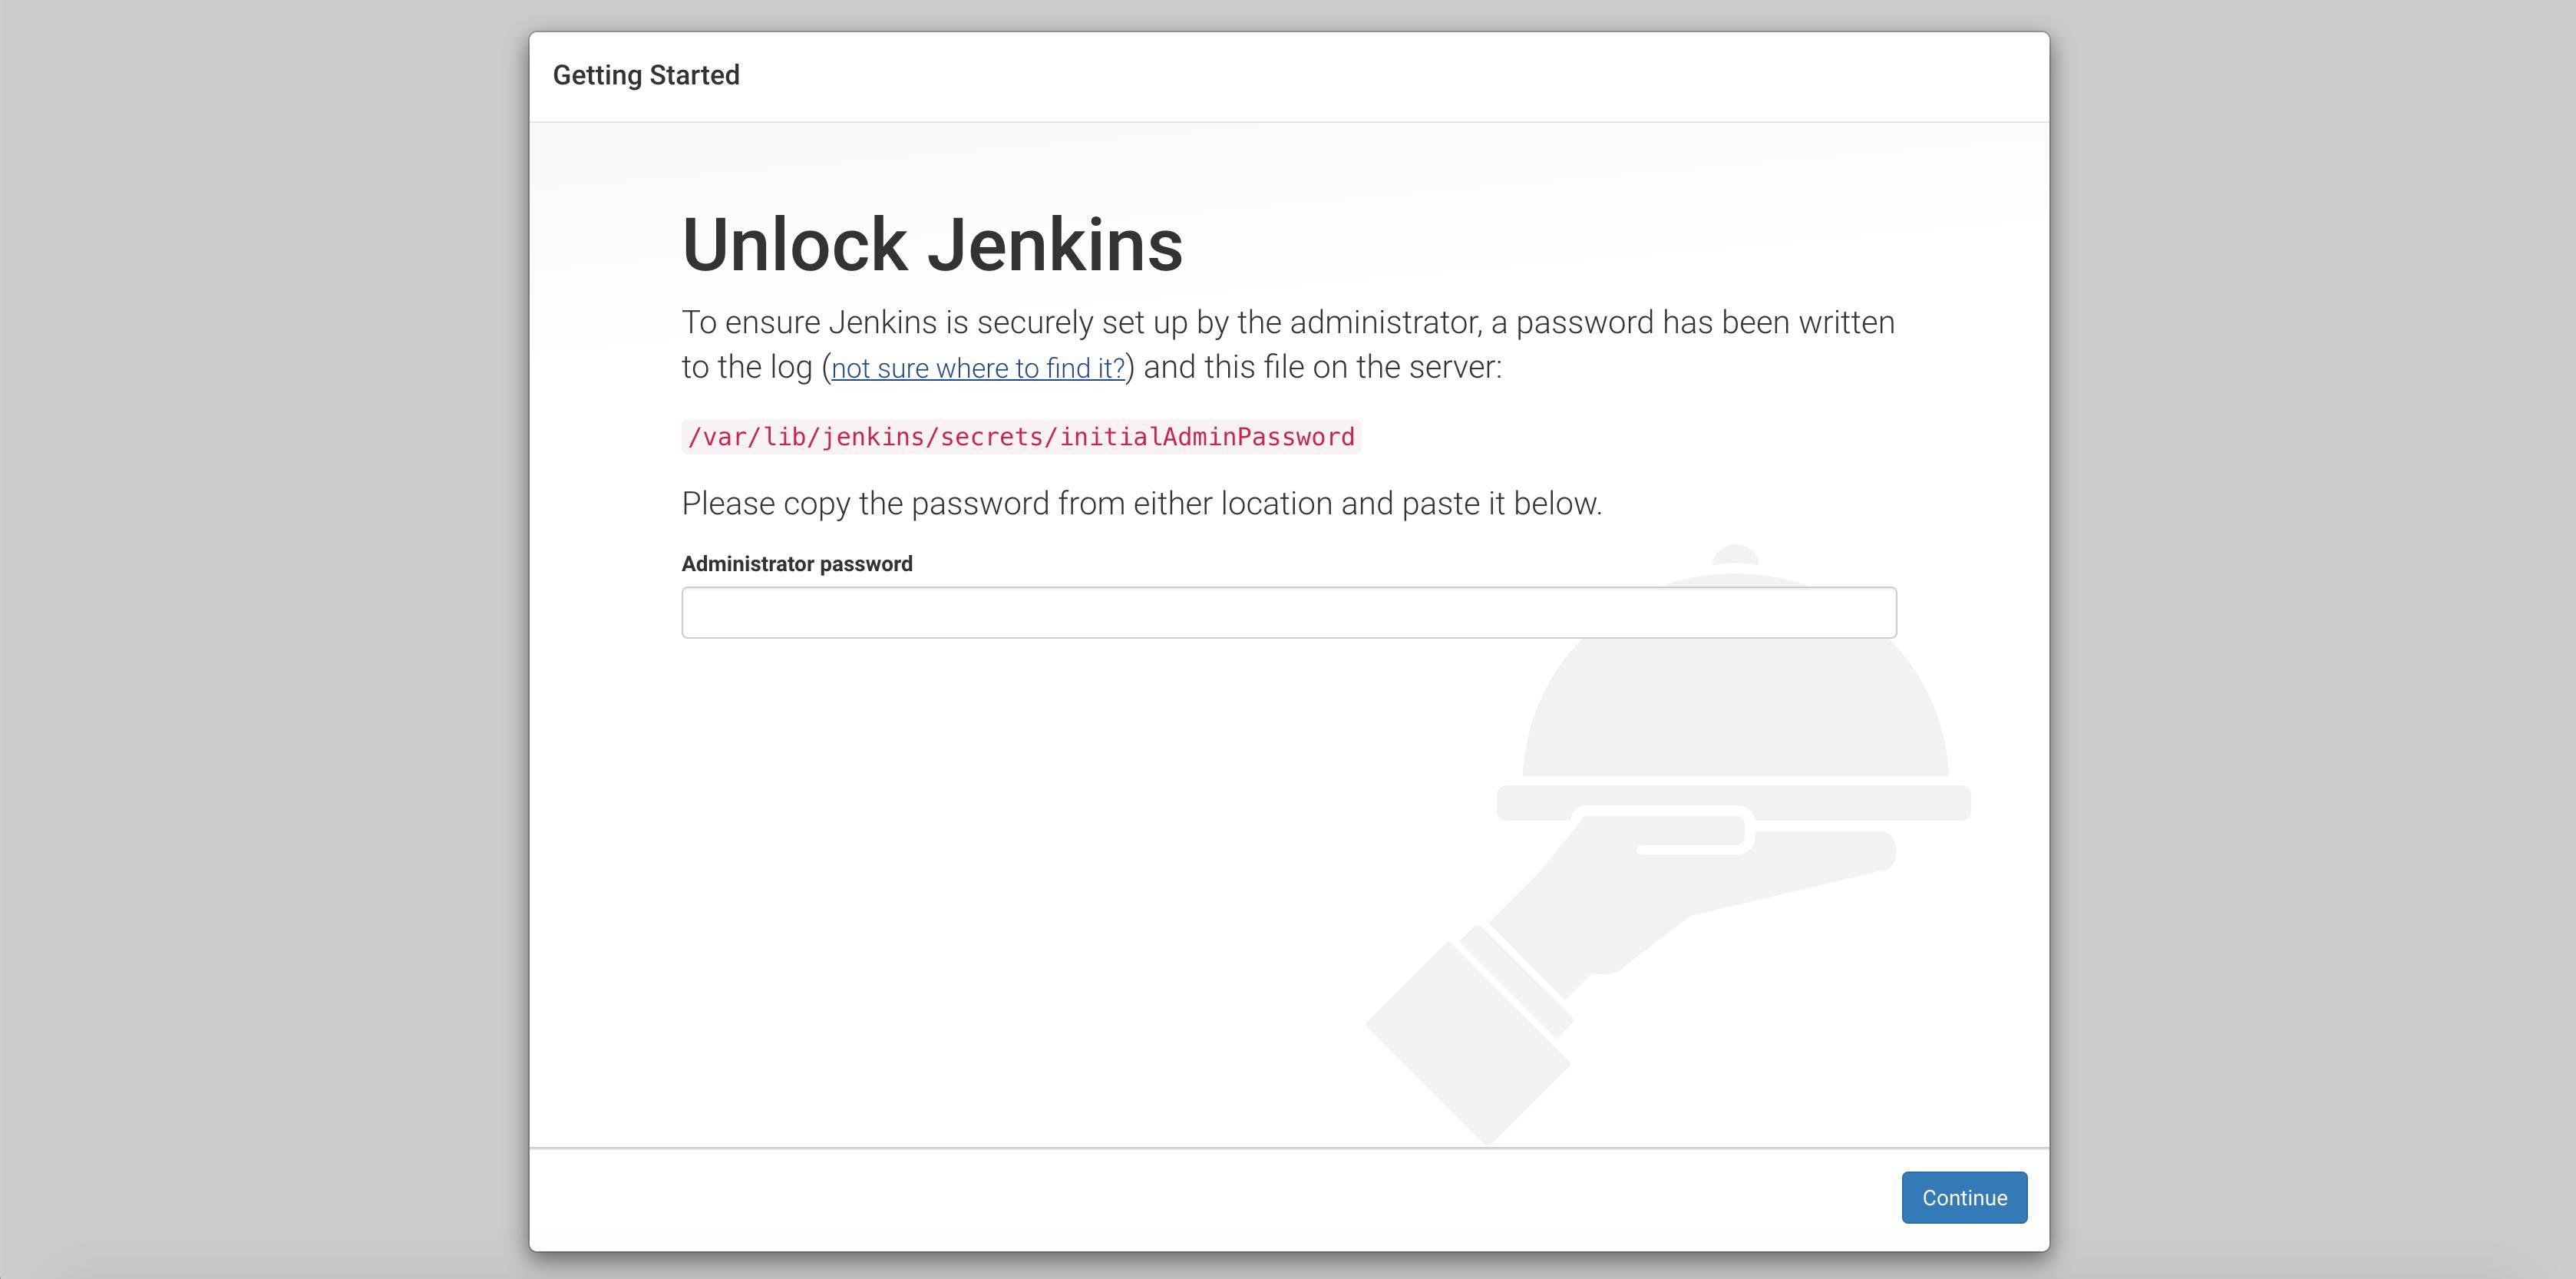 Getting Started
Unlock Jenkins
To ensure Jenkins is securely set up by the administrator, a password has been written
to the log (not sure where to find it?) and this file on the server:
/var/lib/jenkins/secrets/initialAdminPassword
Please copy the password from either location and paste it below.
Administrator password
Continue